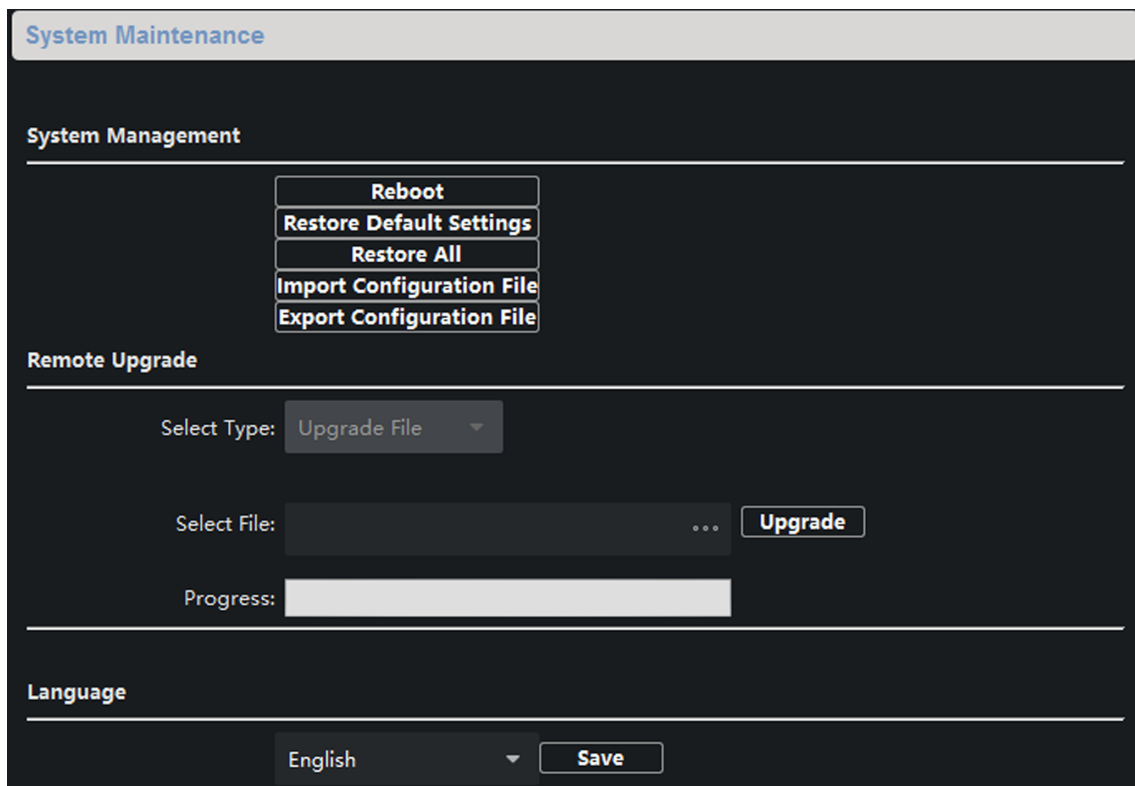 System Maintenance
System Management
Reboot
Restore Default Settings
Restore All
Import Configuration File
Export Configuration File
Remote Upgrade
Select Type: Upgrade File
Select File: ... Upgrade
Progress:
Language
English Save